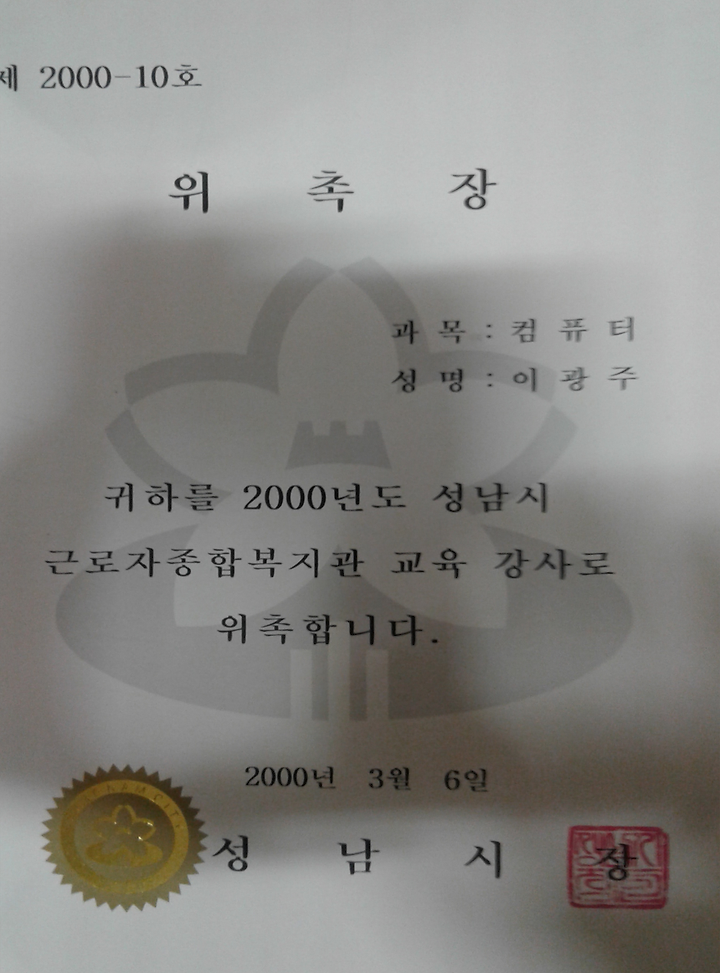 제 2000-10호
위 촉 장
과 목 : 컴 퓨 터
성 명 : 이 광 주
귀하를 2000년도 성남시
근로자종합복지관 교육 강사로
위촉합니다.
2000년 3월 6일
성 남 시 장